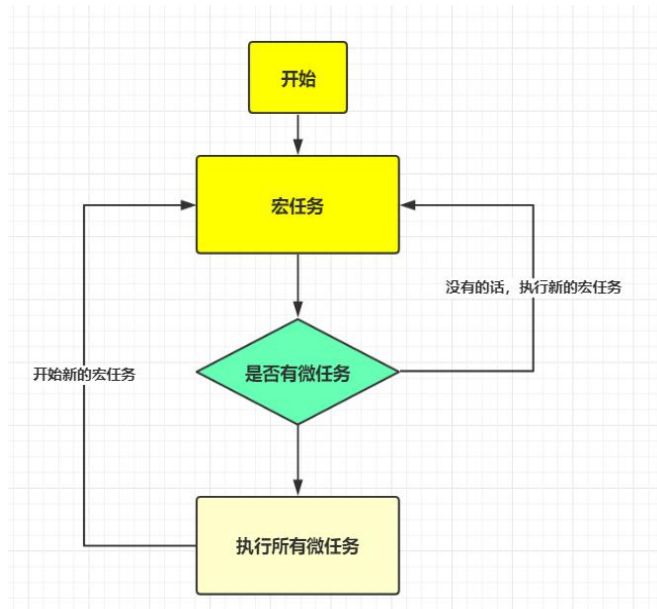 开始
宏任务
没有的话，执行新的宏任务
是否有微任务
开始新的宏任务
执行所有微任务